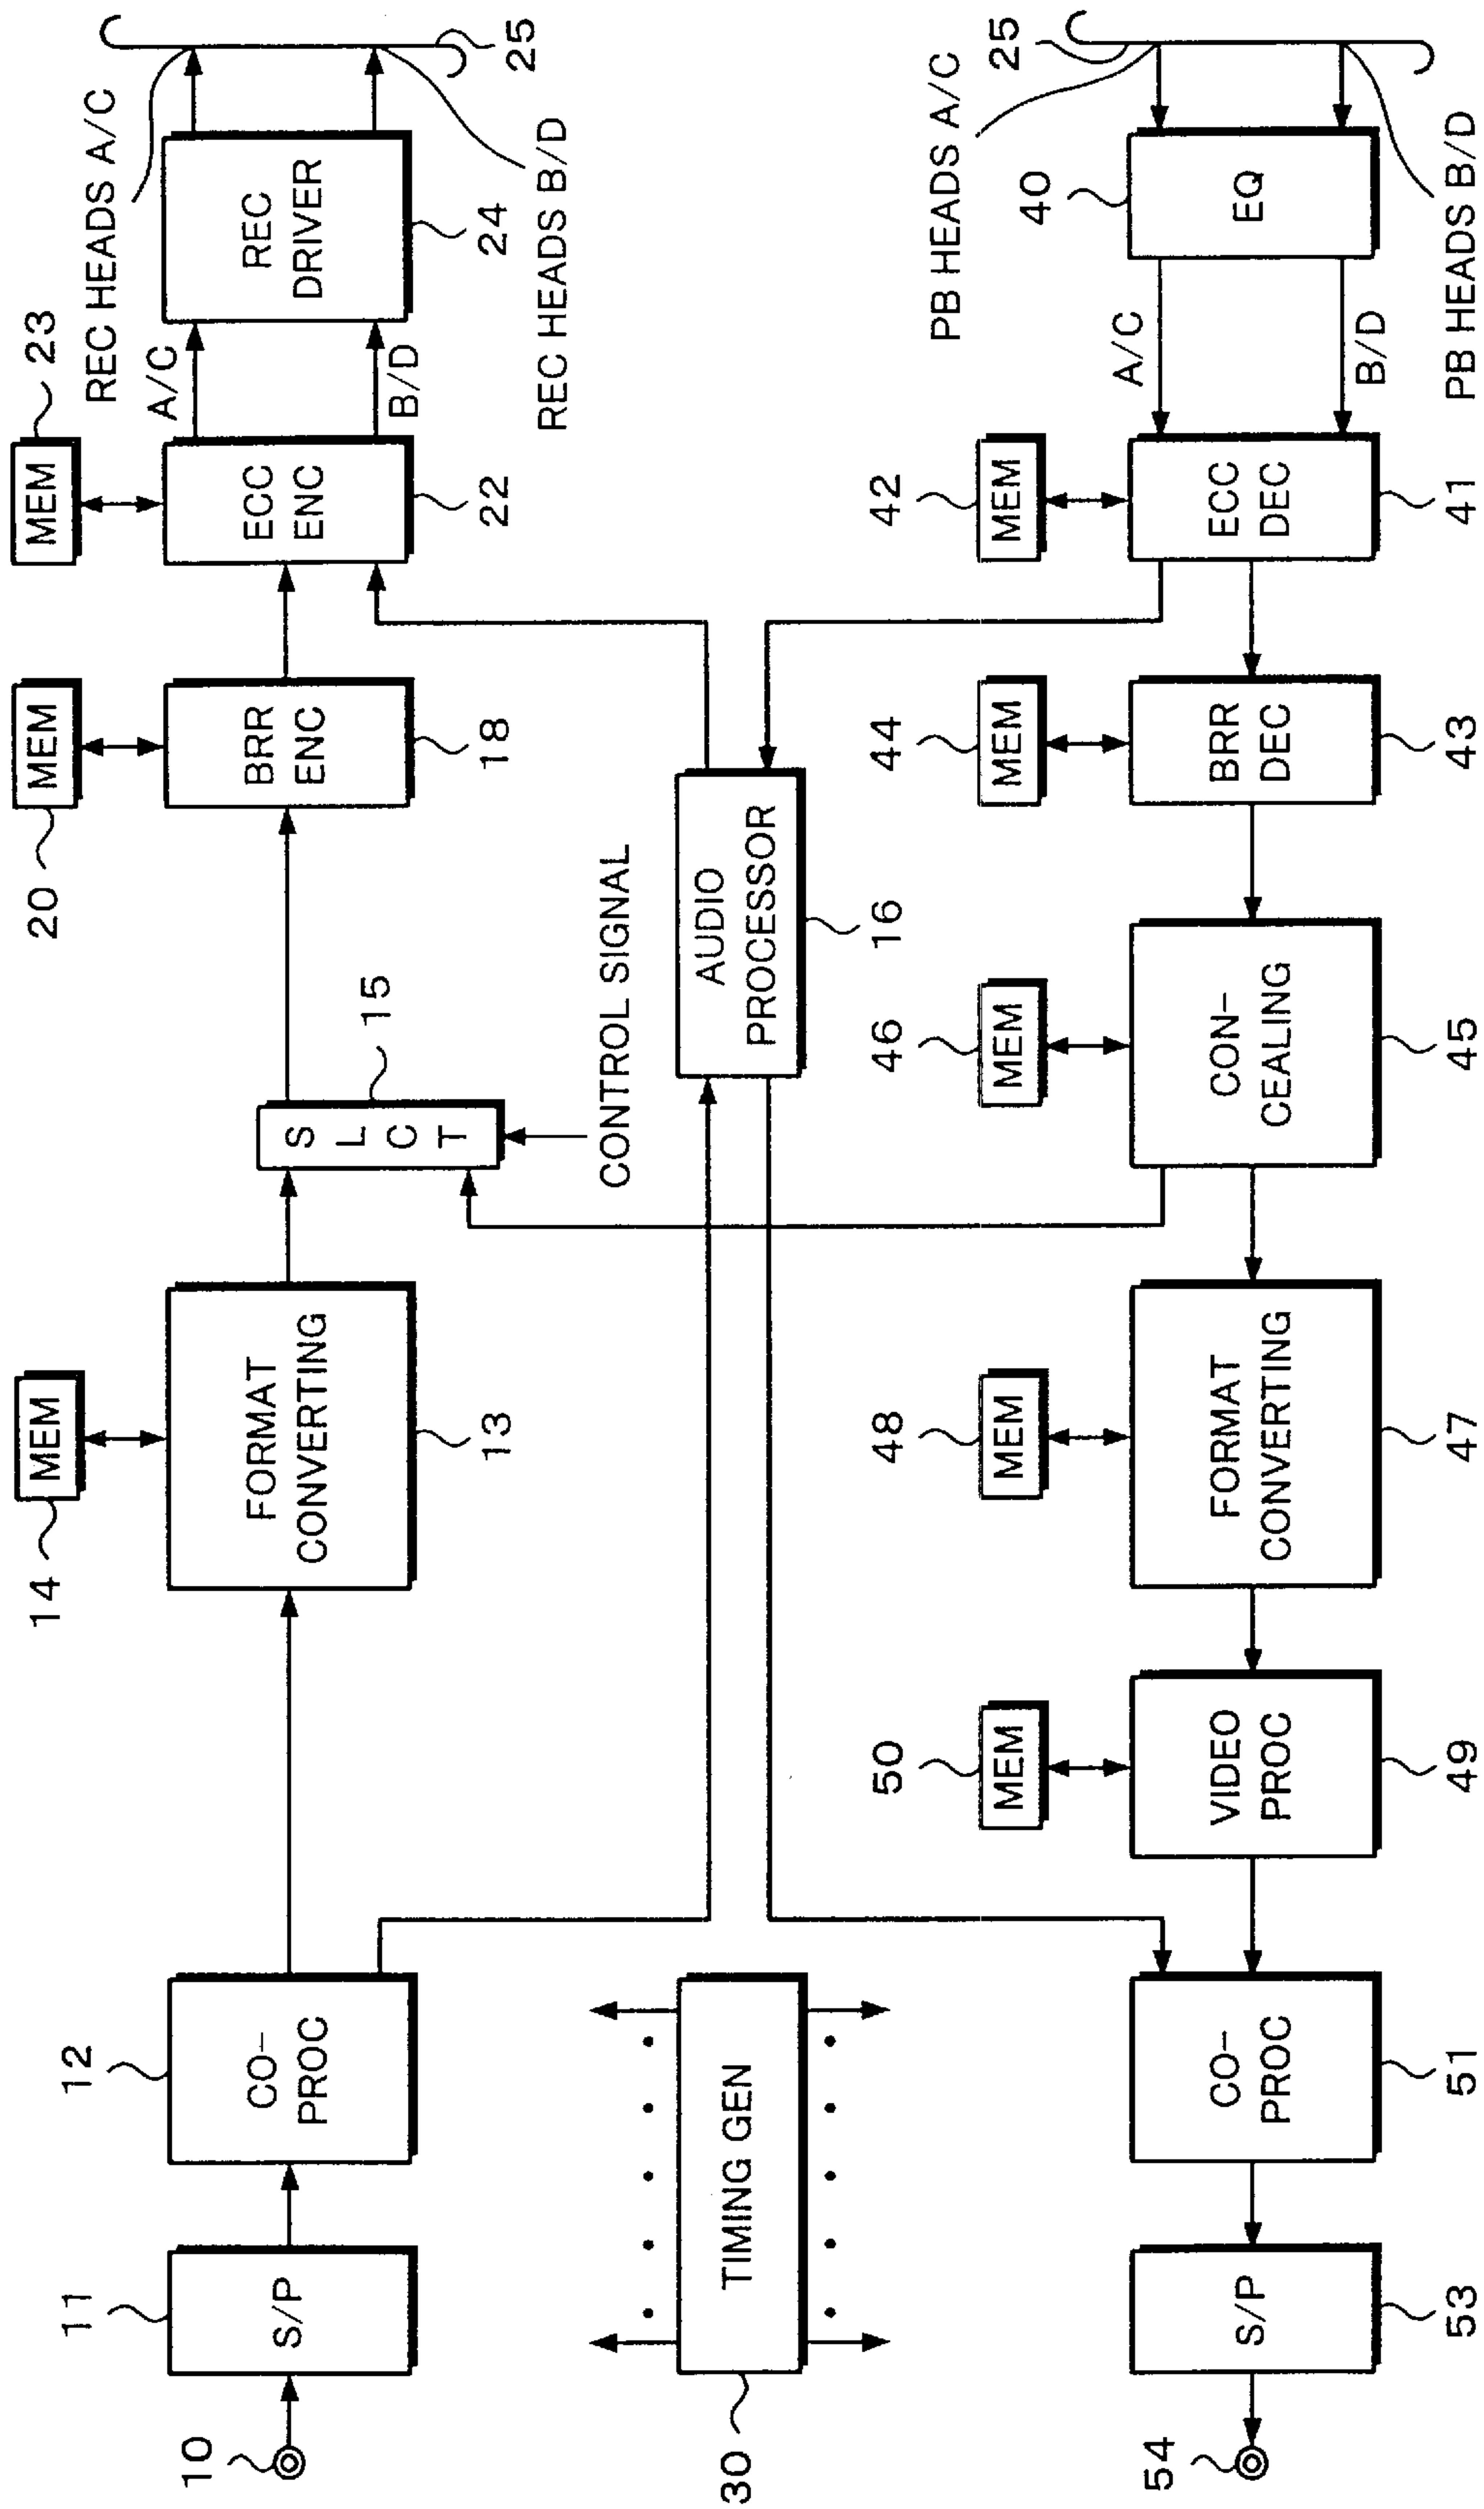 10
11
S/P
12
CO-
PROC
14
MEM
FORMAT
CONVERTING
13
15
S
L
C
T
CONTROL SIGNAL
20
MEM
BRR
ENC
18
MEM
23
ECC
ENC
22
A/C
B/D
REC HEADS A/C
REC
DRIVER
24
REC HEADS B/D
25
30
TIMING GEN
AUDIO
PROCESSOR
16
54
S/P
53
CO-
PROC
51
50
MEM
VIDEO
PROC
49
48
MEM
FORMAT
CONVERTING
47
46
MEM
CON-
CEALING
45
44
MEM
BRR
DEC
43
42
MEM
ECC
DEC
41
A/C
B/D
PB HEADS A/C
40
EQ
PB HEADS B/D
25